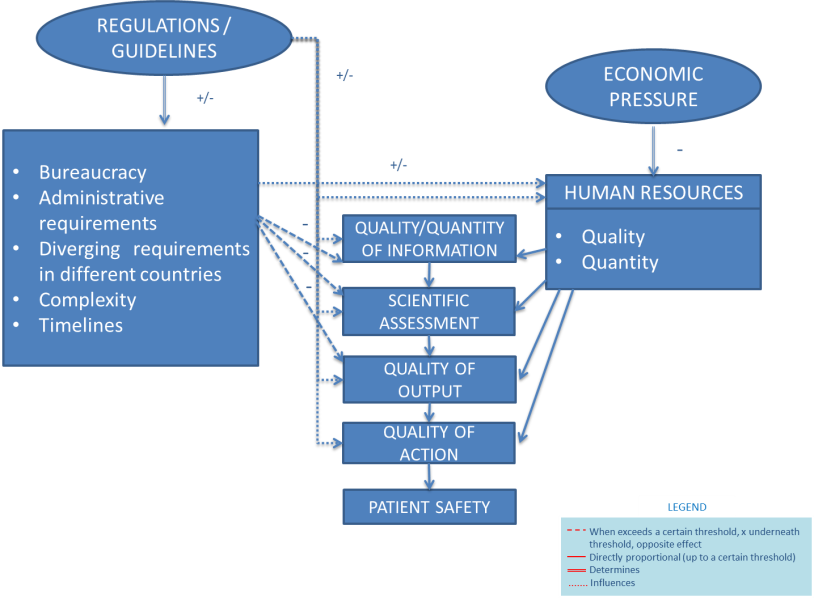 REGULATIONS /
GUIDELINES
+/-
+/-
ECONOMIC
PRESSURE
-
• Bureaucracy
• Administrative
requirements
• Diverging requirements
in different countries
• Complexity
• Timelines
+/-
HUMAN RESOURCES
• Quality
• Quantity
-
-
-
QUALITY/QUANTITY
OF INFORMATION
SCIENTIFIC
ASSESSMENT
QUALITY OF
OUTPUT
QUALITY OF
ACTION
PATIENT SAFETY
LEGEND
When exceeds a certain threshold, x underneath
threshold, opposite effect
Directly proportional (up to a certain threshold)
Determines
....... Influences